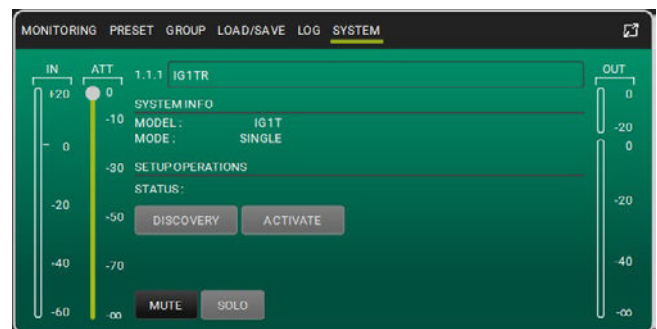 MONITORING PRESET GROUP LOAD/SAVE LOG SYSTEM
IN ATT OUT
1.1.1 IG1TR
+20 0 0
SYSTEM INFO
-10 MODEL: IG1T -20
0 MODE: SINGLE 0
-30 SETUP OPERATIONS
STATUS:
-20 -20
-50 DISCOVERY ACTIVATE
-40 -70 -40
MUTE SOLO
-60 -∞ -∞